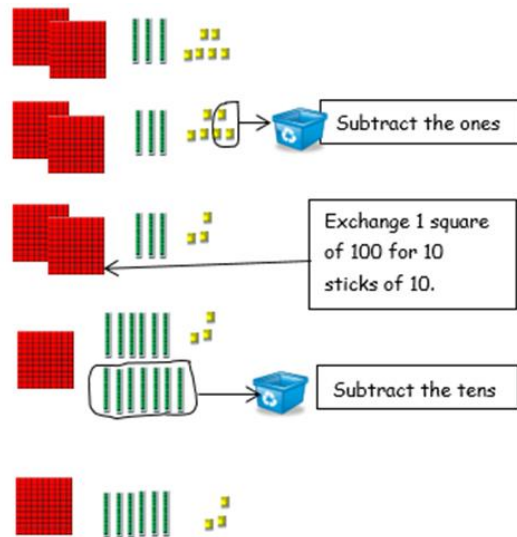 Subtract the ones
Exchange 1 square
of 100 for 10
sticks of 10.
Subtract the tens